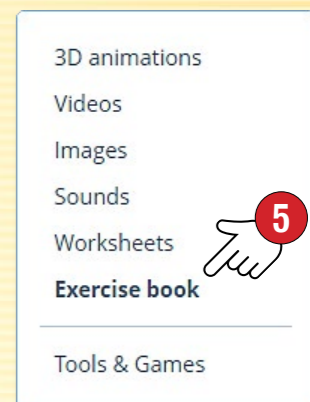 3D animations
Videos
Images
Sounds
5
Worksheets
Exercise book
Tools & Games